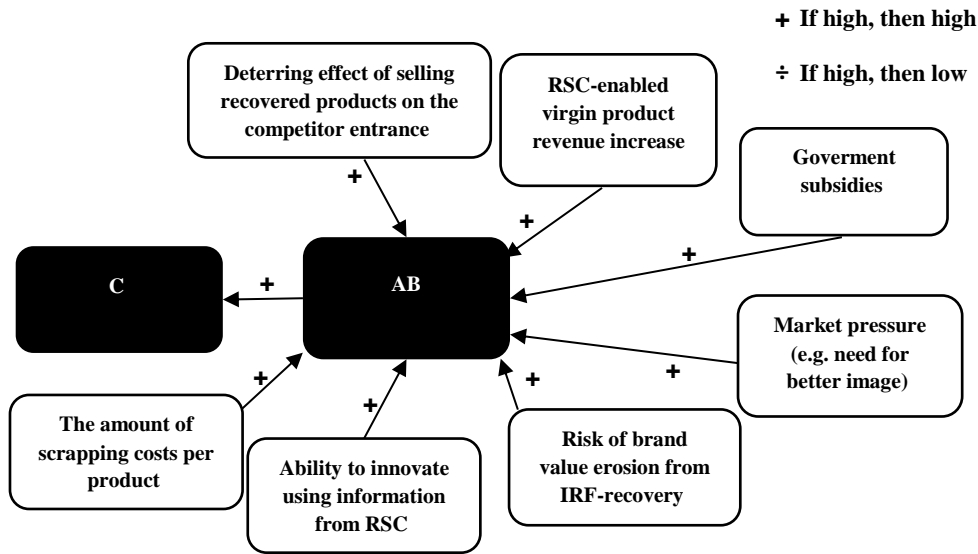 + If high, then high
÷ If high, then low
Deterring effect of selling
recovered products on the
competitor entrance
RSC-enabled
virgin product
revenue increase
Goverment
subsidies
+
+
+
C
+
AB
Market pressure
(e.g. need for
better image)
+
+
+
+
The amount of
scrapping costs per
product
Ability to innovate
using information
from RSC
Risk of brand
value erosion from
IRF-recovery